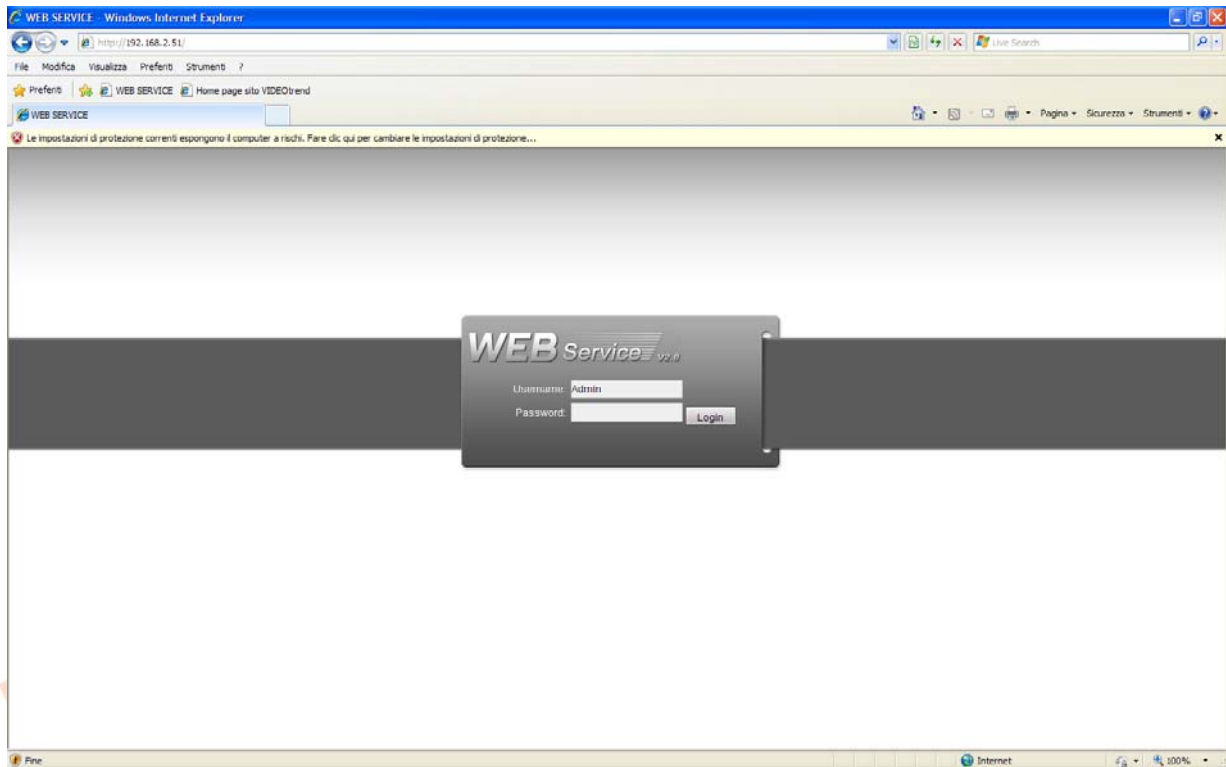 WEB SERVICE - Windows Internet Explorer
http://192.168.2.51/
Live Search
File Modifica Visualizza Preferiti Strumenti ?
Preferiti WEB SERVICE Home page sito VIDEOtrend
WEB SERVICE
Pagina Sicurezza Strumenti
Le impostazioni di protezione correnti espongono il computer a rischi. Fare clic qui per cambiare le impostazioni di protezione...
WEB Service V2.0
Username: Admin
Password:
Login
Fine
Internet
100%